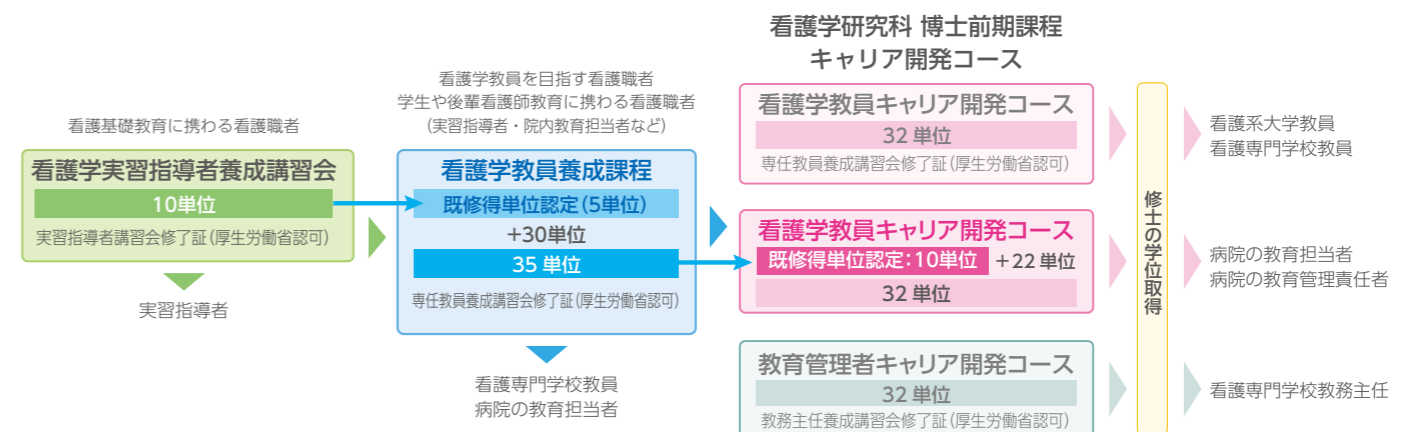 看護学研究科 博士前期課程
キャリア開発コース
看護基礎教育に携わる看護職者
看護学実習指導者養成講習会
10単位
実習指導者講習会修了証(厚生労働省認可)
実習指導者
看護学教員を目指す看護職者
学生や後輩看護師教育に携わる看護職者
(実習指導者・院内教育担当者など)
看護学教員養成課程
既修得単位認定(5単位)
+30単位
35 単位
専任教員養成講習会修了証(厚生労働省認可)
看護専門学校教員
病院の教育担当者
看護学教員キャリア開発コース
32 単位
専任教員養成講習会修了証(厚生労働省認可)
看護学教員キャリア開発コース
既修得単位認定:10単位 +22 単位
32 単位
教育管理者キャリア開発コース
32 単位
教務主任養成講習会修了証(厚生労働省認可)
修士の学位取得
看護系大学教員
看護専門学校教員
病院の教育担当者
病院の教育管理責任者
看護専門学校教務主任